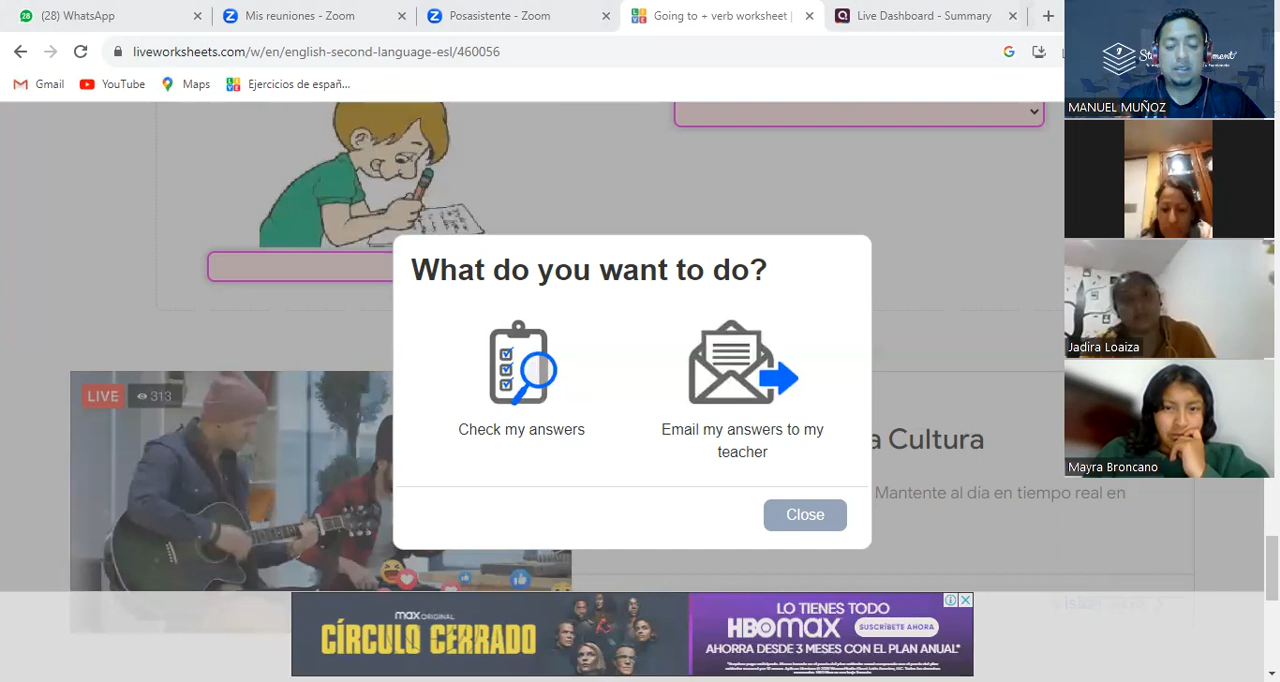 (28) WhatsApp
Mis reuniones - Zoom
Posasistente - Zoom
Going to + verb worksheet |
Live Dashboard - Summary
liveworksheets.com/w/en/english-second-language-esl/460056
Gmail
YouTube
Maps
Ejercicios de españ...
MANUEL MUÑOZ
Jadira Loaiza
Mayra Broncano
What do you want to do?
Check my answers
Email my answers to my
teacher
Close
LIVE
313
a Cultura
Mantente al dia en tiempo real en
max ORIGINAL
CÍRCULO CERRADO
LO TIENES TODO
HBOmax
SUSCRÍBETE AHORA
AHORA DESDE 3 MESES CON EL PLAN ANUAL*